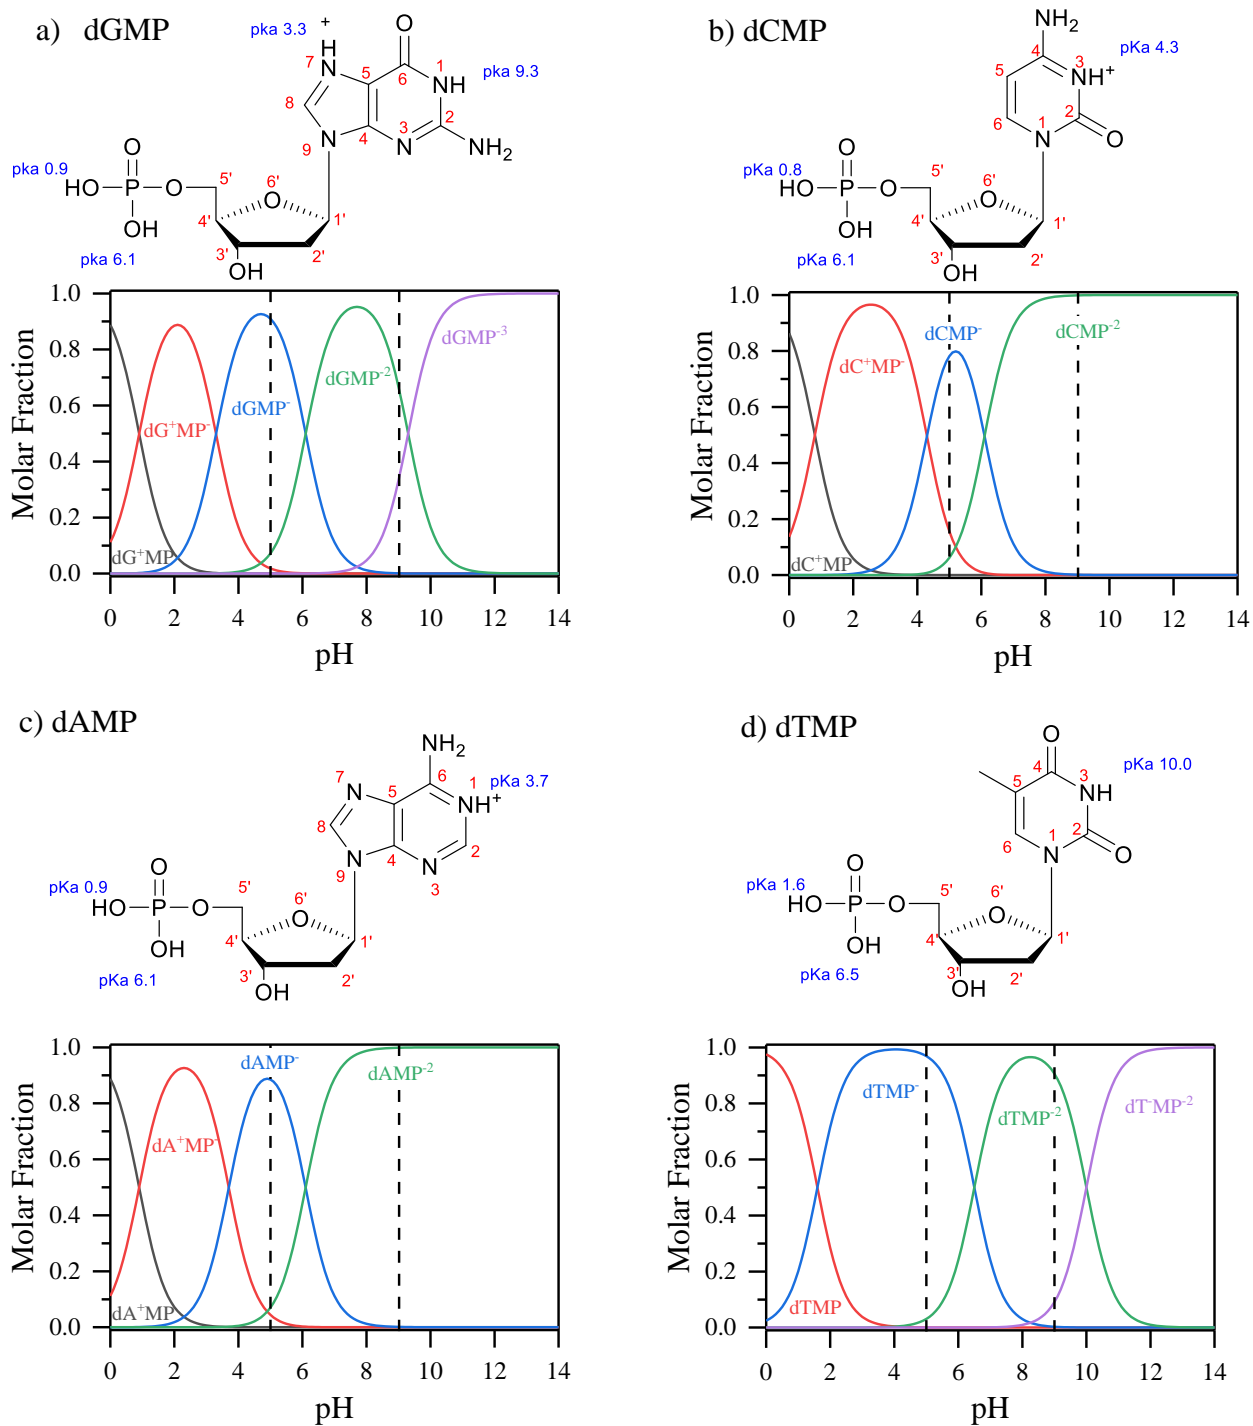 a) dGMP
pka 3.3
+
H
N
7
O
6
5
1
NH
pka 9.3
8
N
9
4
3
N
2
NH₂
O
pka 0.9
HO
P
O
OH
pka 6.1
5'
6'
O
4'
1'
3'
2'
OH
Molar Fraction
1.0
0.8
0.6
0.4
0.2
0.0
dG⁺MP
dG⁺MP⁻
dGMP⁻
dGMP⁻²
dGMP⁻³
0 2 4 6 8 10 12 14
pH
b) dCMP
NH₂
pKa 4.3
4
3
NH⁺
5
6
1
N
2
O
O
pKa 0.8
HO
P
O
OH
pKa 6.1
5'
6'
O
4'
1'
3'
2'
OH
Molar Fraction
1.0
0.8
0.6
0.4
0.2
0.0
dC⁺MP
dC⁺MP⁻
dCMP⁻
dCMP⁻²
0 2 4 6 8 10 12 14
pH
c) dAMP
NH₂
pKa 3.7
7
N
6
1
NH⁺
5
8
N
9
4
N
3
2
O
pKa 0.9
HO
P
O
OH
pKa 6.1
5'
6'
O
4'
1'
3'
2'
OH
Molar Fraction
1.0
0.8
0.6
0.4
0.2
0.0
dA⁺MP
dA⁺MP⁻
dAMP⁻
dAMP⁻²
0 2 4 6 8 10 12 14
pH
d) dTMP
O
4
3
NH
pKa 10.0
5
6
1
N
2
O
O
pKa 1.6
HO
P
O
OH
pKa 6.5
5'
6'
O
4'
1'
3'
2'
OH
Molar Fraction
1.0
0.8
0.6
0.4
0.2
0.0
dTMP
dTMP⁻
dTMP⁻²
dT⁻MP⁻²
0 2 4 6 8 10 12 14
pH